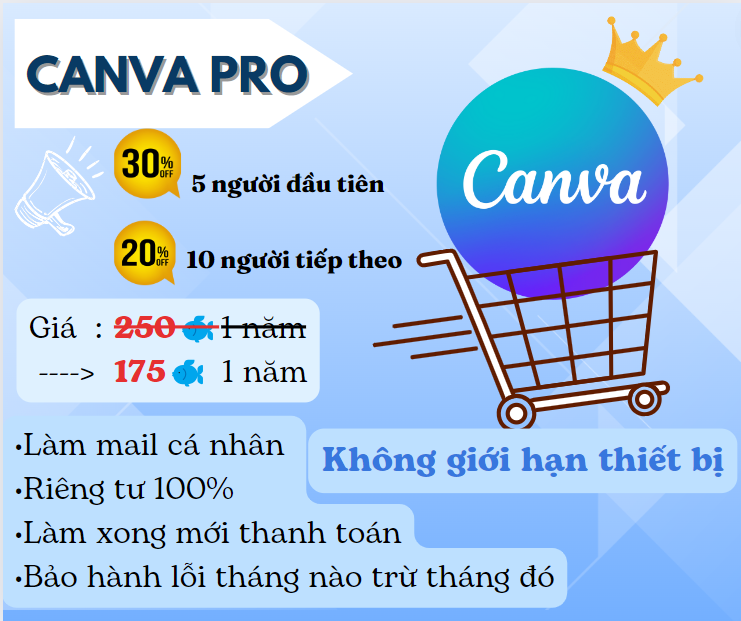 CANVA PRO
30% OFF
5 người đầu tiên
20% OFF
10 người tiếp theo
Canva
Giá : 250 1 năm
----> 175 1 năm
•Làm mail cá nhân
•Riêng tư 100%
•Làm xong mới thanh toán
•Bảo hành lỗi tháng nào trừ tháng đó
Không giới hạn thiết bị